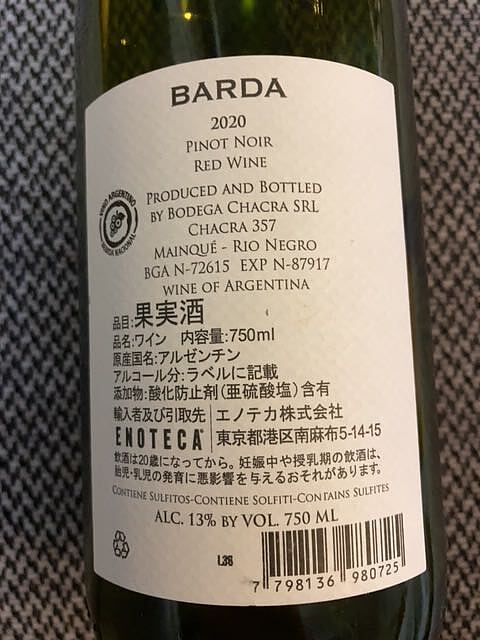 BARDA
2020
PINOT NOIR
RED WINE
VINO ARGENTINO
BEBIDA NACIONAL
PRODUCED AND BOTTLED
BY BODEGA CHACRA SRL
CHACRA 357
MAINQUÉ - RIO NEGRO
BGA N-72615 EXP N-87917
WINE OF ARGENTINA
品目:果実酒
品名:ワイン 内容量:750ml
原産国名:アルゼンチン
アルコール分:ラベルに記載
添加物:酸化防止剤(亜硫酸塩)含有
輸入者及び引取先 エノテカ株式会社
ENOTECA 東京都港区南麻布5-14-15
飲酒は20歳になってから。妊娠中や授乳期の飲酒は、
胎児・乳児の発育に悪影響を与えるおそれがあります。
CONTIENE SULFITOS-CONTIENE SOLFITI-CONTAINS SULFITES
ALC. 13% BY VOL. 750 ML
7 798136 980725